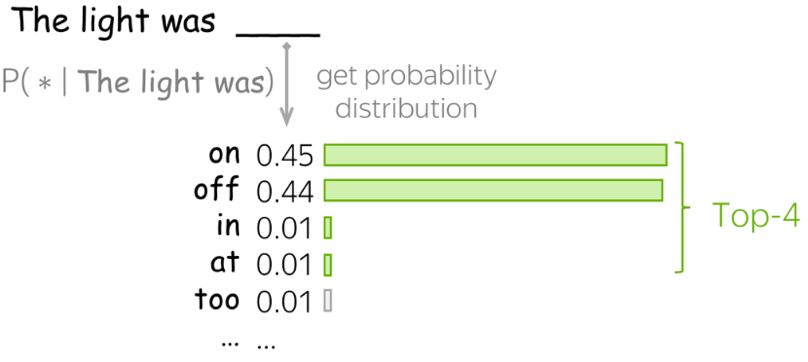 The light was ____
P( * | The light was)
get probability
distribution
on 0.45
off 0.44
in 0.01
at 0.01
too 0.01
... ...
Top-4